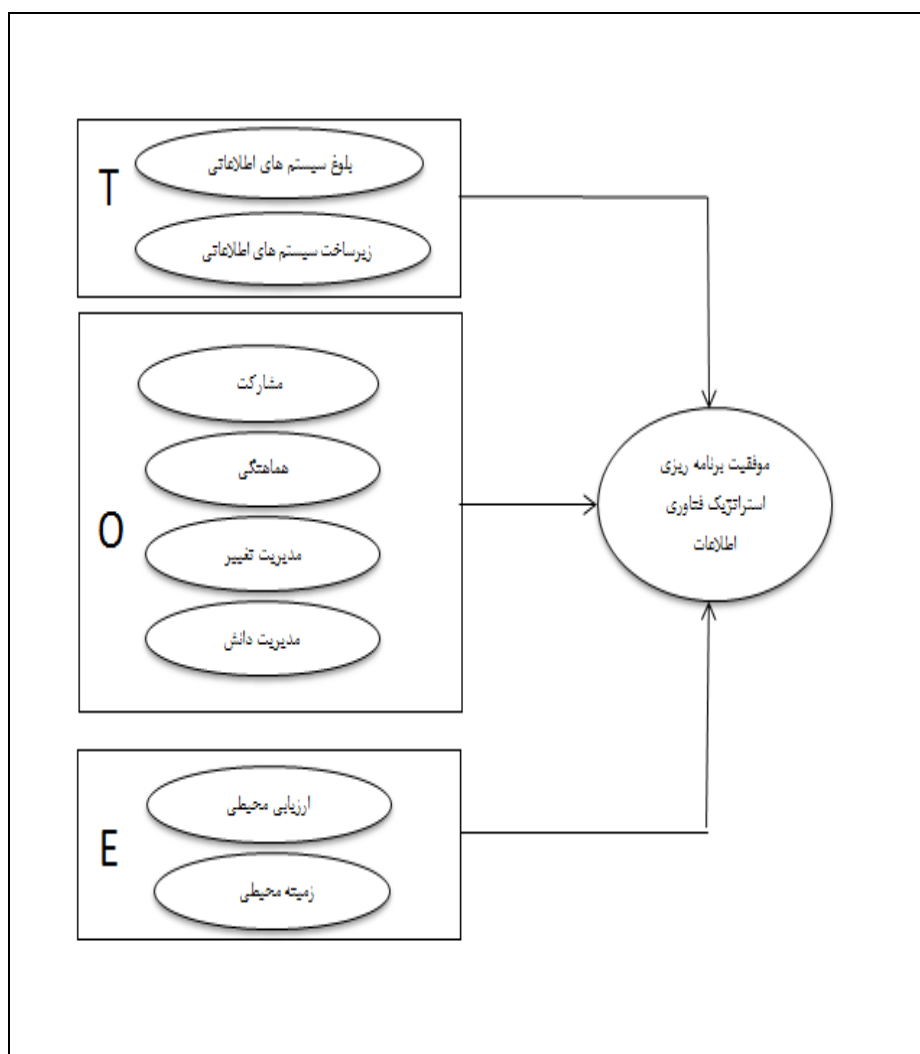 T
بلوغ سیستم های اطلاعاتی
زیرساخت سیستم های اطلاعاتی
O
مشارکت
هماهنگی
مدیریت تغییر
مدیریت دانش
E
ارزیابی محیطی
زمینه محیطی
موفقیت برنامه ریزی
استراتژیک فناوری
اطلاعات